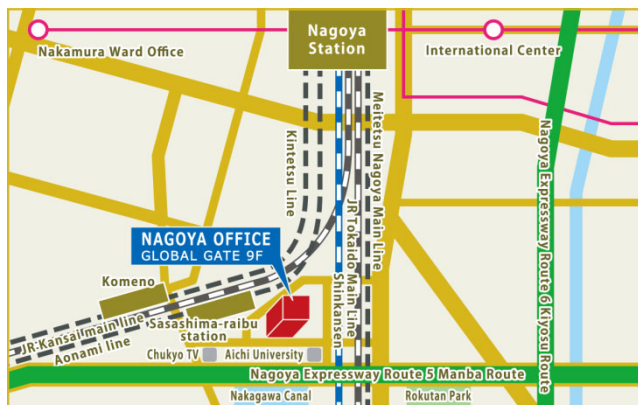 Nagoya
Station
Nakamura Ward Office
International Center
Kintetsu Line
Meitetsu Nagoya Main Line
JR Tokaido Main Line
Shinkansen
Nagoya Expressway Route 6 Kiyosu Route
NAGOYA OFFICE
GLOBAL GATE 9F
Komeno
Sasashima-raibu
station
JR Kansai main line
Aonami line
Chukyo TV
Aichi University
Nagoya Expressway Route 5 Manba Route
Nakagawa Canal
Rokutan Park